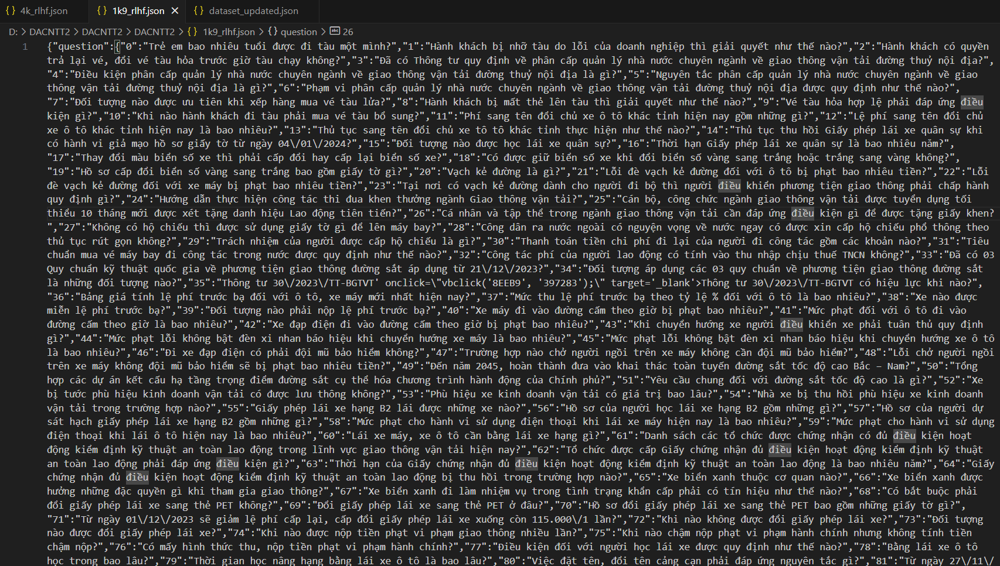 {} 4k_rlhf.json {} 1k9_rlhf.json × {} dataset_updated.json
D: > DACNTT2 > DACNTT2 > DACNTT2 > {} 1k9_rlhf.json > {} question > abc 26
1 {"question":{"0":"Trẻ em bao nhiêu tuổi được đi tàu một mình?","1":"Hành khách bị nhỡ tàu do lỗi của doanh nghiệp thì giải quyết như thế nào?","2":"Hành khách có quyền
trả lại vé, đổi vé tàu hỏa trước giờ tàu chạy không?","3":"Đã có Thông tư quy định về phân cấp quản lý nhà nước chuyên ngành về giao thông vận tải đường thuỷ nội địa?",
"4":"Điều kiện phân cấp quản lý nhà nước chuyên ngành về giao thông vận tải đường thuỷ nội địa là gì?","5":"Nguyên tắc phân cấp quản lý nhà nước chuyên ngành về giao
thông vận tải đường thuỷ nội địa là gì?","6":"Phạm vi phân cấp quản lý nhà nước chuyên ngành về giao thông vận tải đường thuỷ nội địa được quy định như thế nào?",
"7":"Đối tượng nào được ưu tiên khi xếp hàng mua vé tàu lửa?","8":"Hành khách bị mất thẻ lên tàu thì giải quyết như thế nào?","9":"Vé tàu hỏa hợp lệ phải đáp ứng điều
kiện gì?","10":"Khi nào hành khách đi tàu phải mua vé tàu bổ sung?","11":"Phí sang tên đổi chủ xe ô tô khác tỉnh hiện nay gồm những gì?","12":"Lệ phí sang tên đổi chủ
xe ô tô khác tỉnh hiện nay là bao nhiêu?","13":"Thủ tục sang tên đổi chủ xe tô tô khác tỉnh thực hiện như thế nào?","14":"Thủ tục thu hồi Giấy phép lái xe quân sự khi
có hành vi giả mạo hồ sơ giấy tờ từ ngày 04\/01\/2024?","15":"Đối tượng nào được học lái xe quân sự?","16":"Thời hạn Giấy phép lái xe quân sự là bao nhiêu năm?",
"17":"Thay đổi màu biển số xe thì phải cấp đổi hay cấp lại biển số xe?","18":"Có được giữ biển số xe khi đổi biển số vàng sang trắng hoặc trắng sang vàng không?",
"19":"Hồ sơ cấp đổi biển số vàng sang trắng bao gồm giấy tờ gì?","20":"Vạch kẻ đường là gì?","21":"Lỗi đè vạch kẻ đường đối với ô tô bị phạt bao nhiêu tiền?","22":"Lỗi
đè vạch kẻ đường đối với xe máy bị phạt bao nhiêu tiền?","23":"Tại nơi có vạch kẻ đường dành cho người đi bộ thì người điều khiển phương tiện giao thông phải chấp hành
quy định gì?","24":"Hướng dẫn thực hiện công tác thi đua khen thưởng ngành Giao thông vận tải?","25":"Cán bộ, công chức ngành giao thông vận tải được tuyển dụng tối
thiểu 10 tháng mới được xét tặng danh hiệu Lao động tiên tiến?","26":"Cá nhân và tập thể trong ngành giao thông vận tải cần đáp ứng điều kiện gì để được tặng giấy khen?
","27":"Không có hộ chiếu thì được sử dụng giấy tờ gì để lên máy bay?","28":"Công dân ra nước ngoài có nguyện vọng về nước ngay có được xin cấp hộ chiếu phổ thông theo
thủ tục rút gọn không?","29":"Trách nhiệm của người được cấp hộ chiếu là gì?","30":"Thanh toán tiền chi phí đi lại của người đi công tác gồm các khoản nào?","31":"Tiêu
chuẩn mua vé máy bay đi công tác trong nước được quy định như thế nào?","32":"Công tác phí của người lao động có tính vào thu nhập chịu thuế TNCN không?","33":"Đã có 03
Quy chuẩn kỹ thuật quốc gia về phương tiện giao thông đường sắt áp dụng từ 21\/12\/2023?","34":"Đối tượng áp dụng các 03 quy chuẩn về phương tiện giao thông đường sắt
là những đối tượng nào?","35":"Thông tư 30\/2023\/TT-BGTVT' onclick=\"vbclick('8EEB9', '397283');\" target='_blank'>Thông tư 30\/2023\/TT-BGTVT có hiệu lực khi nào?",
"36":"Bảng giá tính lệ phí trước bạ đối với ô tô, xe máy mới nhất hiện nay?","37":"Mức thu lệ phí trước bạ theo tỷ lệ % đối với ô tô là bao nhiêu?","38":"Xe nào được
miễn lệ phí trước bạ?","39":"Đối tượng nào phải nộp lệ phí trước bạ?","40":"Xe máy đi vào đường cấm theo giờ bị phạt bao nhiêu?","41":"Mức phạt đối với ô tô đi vào
đường cấm theo giờ là bao nhiêu?","42":"Xe đạp điện đi vào đường cấm theo giờ bị phạt bao nhiêu?","43":"Khi chuyển hướng xe người điều khiển xe phải tuân thủ quy định
gì?","44":"Mức phạt lỗi không bật đèn xi nhan báo hiệu khi chuyển hướng xe máy là bao nhiêu?","45":"Mức phạt lỗi không bật đèn xi nhan báo hiệu khi chuyển hướng xe ô tô
là bao nhiêu?","46":"Đi xe đạp điện có phải đội mũ bảo hiểm không?","47":"Trường hợp nào chở người ngồi trên xe máy không cần đội mũ bảo hiểm?","48":"Lỗi chở người ngồi
trên xe máy không đội mũ bảo hiểm sẽ bị phạt bao nhiêu tiền?","49":"Đến năm 2045, hoàn thành đưa vào khai thác toàn tuyến đường sắt tốc độ cao Bắc – Nam?","50":"Tổng
hợp các dự án kết cấu hạ tầng trọng điểm đường sắt cụ thể hóa Chương trình hành động của Chính phủ?","51":"Yêu cầu chung đối với đường sắt tốc độ cao là gì?","52":"Xe
bị tước phù hiệu kinh doanh vận tải có được lưu thông không?","53":"Phù hiệu xe kinh doanh vận tải có giá trị bao lâu?","54":"Nhà xe bị thu hồi phù hiệu xe kinh doanh
vận tải trong trường hợp nào?","55":"Giấy phép lái xe hạng B2 lái được những xe nào?","56":"Hồ sơ của người học lái xe hạng B2 gồm những gì?","57":"Hồ sơ của người dự
sát hạch giấy phép lái xe hạng B2 gồm những gì?","58":"Mức phạt cho hành vi sử dụng điện thoại khi lái xe máy hiện nay là bao nhiêu?","59":"Mức phạt cho hành vi sử dụng
điện thoại khi lái ô tô hiện nay là bao nhiêu?","60":"Lái xe máy, xe ô tô cần bằng lái xe hạng gì?","61":"Danh sách các tổ chức được chứng nhận có đủ điều kiện hoạt
động kiểm định kỹ thuật an toàn lao động trong lĩnh vực giao thông vận tải hiện nay?","62":"Tổ chức được cấp Giấy chứng nhận đủ điều kiện hoạt động kiểm định kỹ thuật
an toàn lao động phải đáp ứng điều kiện gì?","63":"Thời hạn của Giấy chứng nhận đủ điều kiện hoạt động kiểm định kỹ thuật an toàn lao động là bao nhiêu năm?","64":"Giấy
chứng nhận đủ điều kiện hoạt động kiểm định kỹ thuật an toàn lao động bị thu hồi trong trường hợp nào?","65":"Xe biển xanh thuộc cơ quan nào?","66":"Xe biển xanh được
hưởng những đặc quyền gì khi tham gia giao thông?","67":"Xe biển xanh đi làm nhiệm vụ trong tình trạng khẩn cấp phải có tín hiệu như thế nào?","68":"Có bắt buộc phải
đổi giấy phép lái xe sang thẻ PET không?","69":"Đổi giấy phép lái xe sang thẻ PET ở đâu?","70":"Hồ sơ đổi giấy phép lái xe sang thẻ PET bao gồm những giấy tờ gì?",
"71":"Từ ngày 01\/12\/2023 sẽ giảm lệ phí cấp lại, cấp đổi giấy phép lái xe xuống còn 115.000\/1 lần?","72":"Khi nào không được đổi giấy phép lái xe?","73":"Đối tượng
nào được đổi giấy phép lái xe?","74":"Khi nào được nộp tiền phạt vi phạm giao thông nhiều lần?","75":"Khi nào chậm nộp phạt vi phạm hành chính nhưng không tính tiền
chậm nộp?","76":"Có mấy hình thức thu, nộp tiền phạt vi phạm hành chính?","77":"Điều kiện đối với người học lái xe được quy định như thế nào?","78":"Bằng lái xe ô tô
học trong bao lâu?","79":"Thời gian học nâng hạng bằng lái xe ô tô là bao lâu?","80":"Việc đặt tên, đổi tên cảng cạn phải đáp ứng nguyên tắc gì?","81":"Từ ngày 27\/11\/